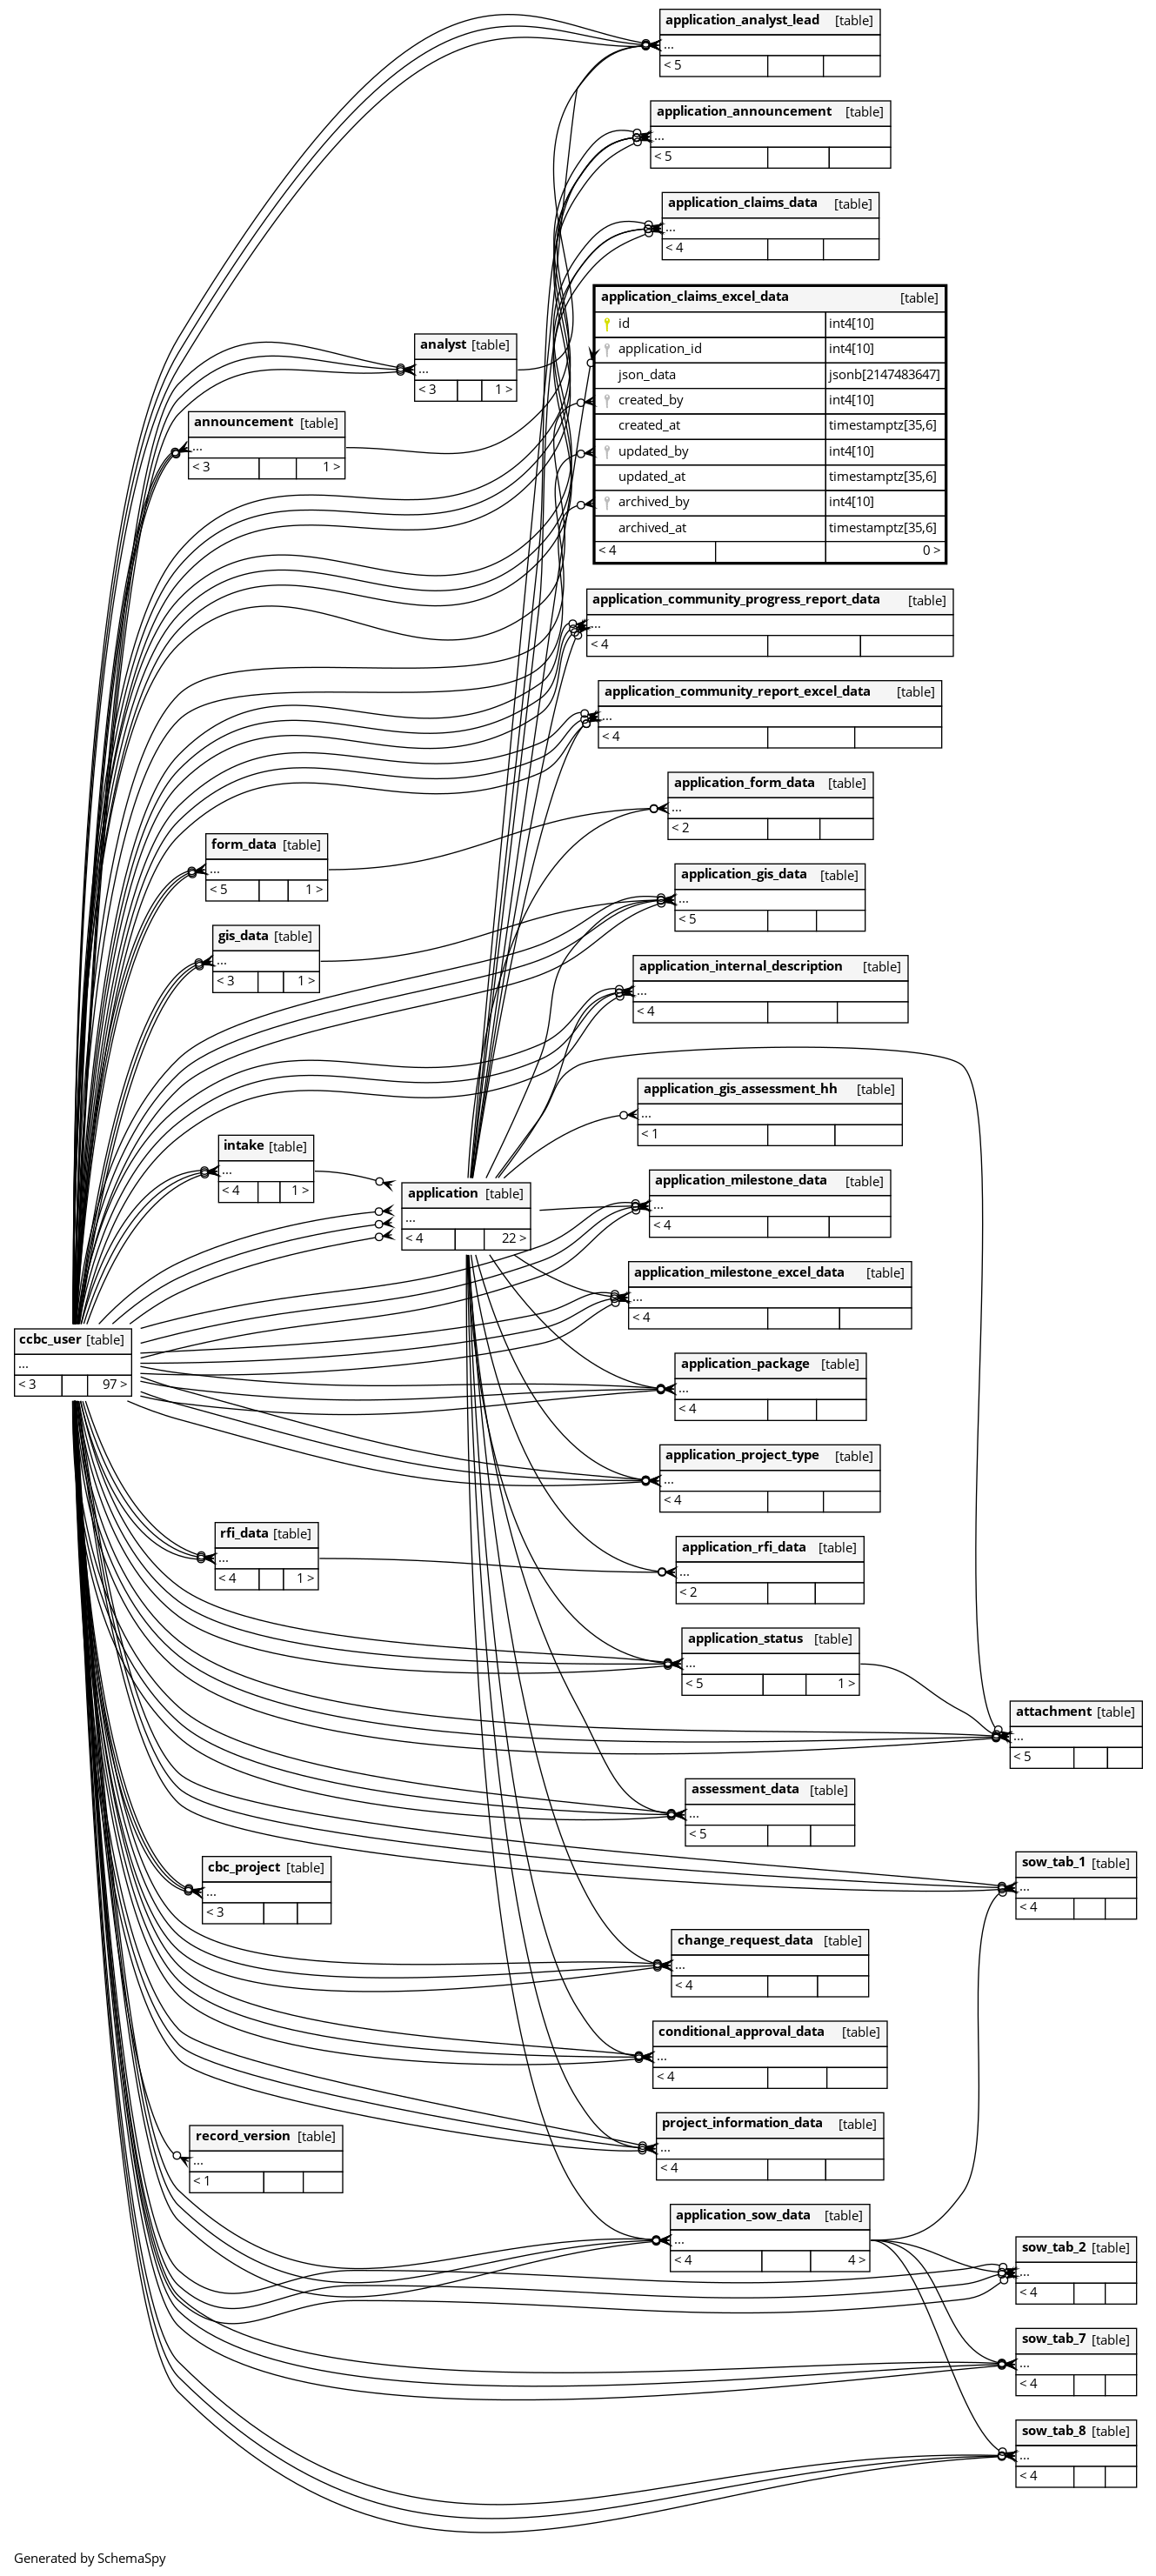 application_analyst_lead [table]
...
< 5
application_announcement [table]
...
< 5
application_claims_data [table]
...
< 4
application_claims_excel_data [table]
id int4[10]
application_id int4[10]
json_data jsonb[2147483647]
created_by int4[10]
created_at timestamptz[35,6]
updated_by int4[10]
updated_at timestamptz[35,6]
archived_by int4[10]
archived_at timestamptz[35,6]
< 4 0 >
analyst [table]
...
< 3 1 >
announcement [table]
...
< 3 1 >
application_community_progress_report_data [table]
...
< 4
application_community_report_excel_data [table]
...
< 4
application_form_data [table]
...
< 2
form_data [table]
...
< 5 1 >
application_gis_data [table]
...
< 5
gis_data [table]
...
< 3 1 >
application_internal_description [table]
...
< 4
application_gis_assessment_hh [table]
...
< 1
intake [table]
...
< 4 1 >
application [table]
...
< 4 22 >
application_milestone_data [table]
...
< 4
application_milestone_excel_data [table]
...
< 4
ccbc_user [table]
...
< 3 97 >
application_package [table]
...
< 4
application_project_type [table]
...
< 4
rfi_data [table]
...
< 4 1 >
application_rfi_data [table]
...
< 2
application_status [table]
...
< 5 1 >
attachment [table]
...
< 5
assessment_data [table]
...
< 5
cbc_project [table]
...
< 3
sow_tab_1 [table]
...
< 4
change_request_data [table]
...
< 4
conditional_approval_data [table]
...
< 4
project_information_data [table]
...
< 4
record_version [table]
...
< 1
application_sow_data [table]
...
< 4 4 >
sow_tab_2 [table]
...
< 4
sow_tab_7 [table]
...
< 4
sow_tab_8 [table]
...
< 4
Generated by SchemaSpy